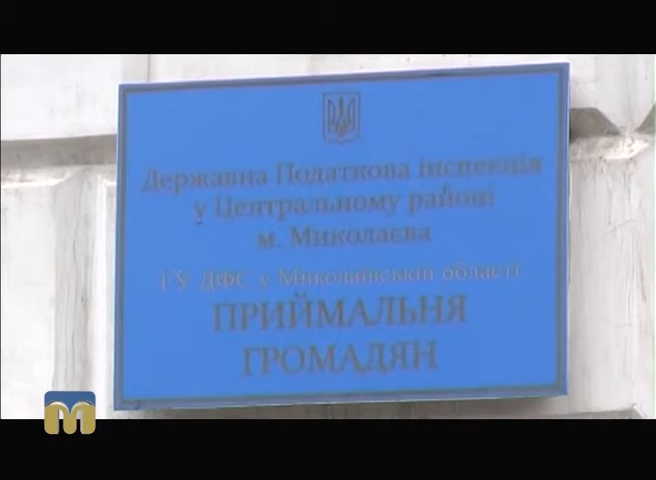 Державна Податкова інспекція
у Центральному районі
м. Миколаєва
ГУ ДФС у Миколаївській області
ПРИЙМАЛЬНЯ
ГРОМАДЯН